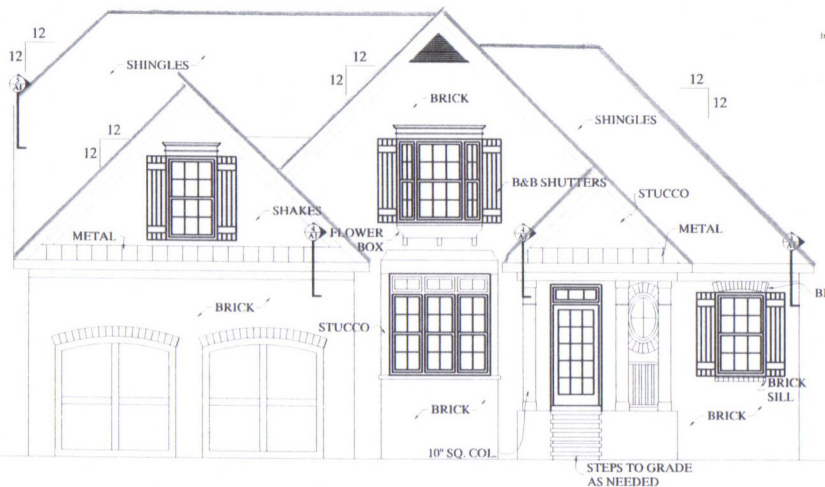 12
12
SHINGLES
12
12
12
12
BRICK
SHINGLES
12
12
B&B SHUTTERS
STUCCO
SHAKES
METAL
FLOWER
BOX
METAL
BRICK
STUCCO
BRICK
SILL
BRICK
BRICK
10" SQ. COL.
STEPS TO GRADE
AS NEEDED